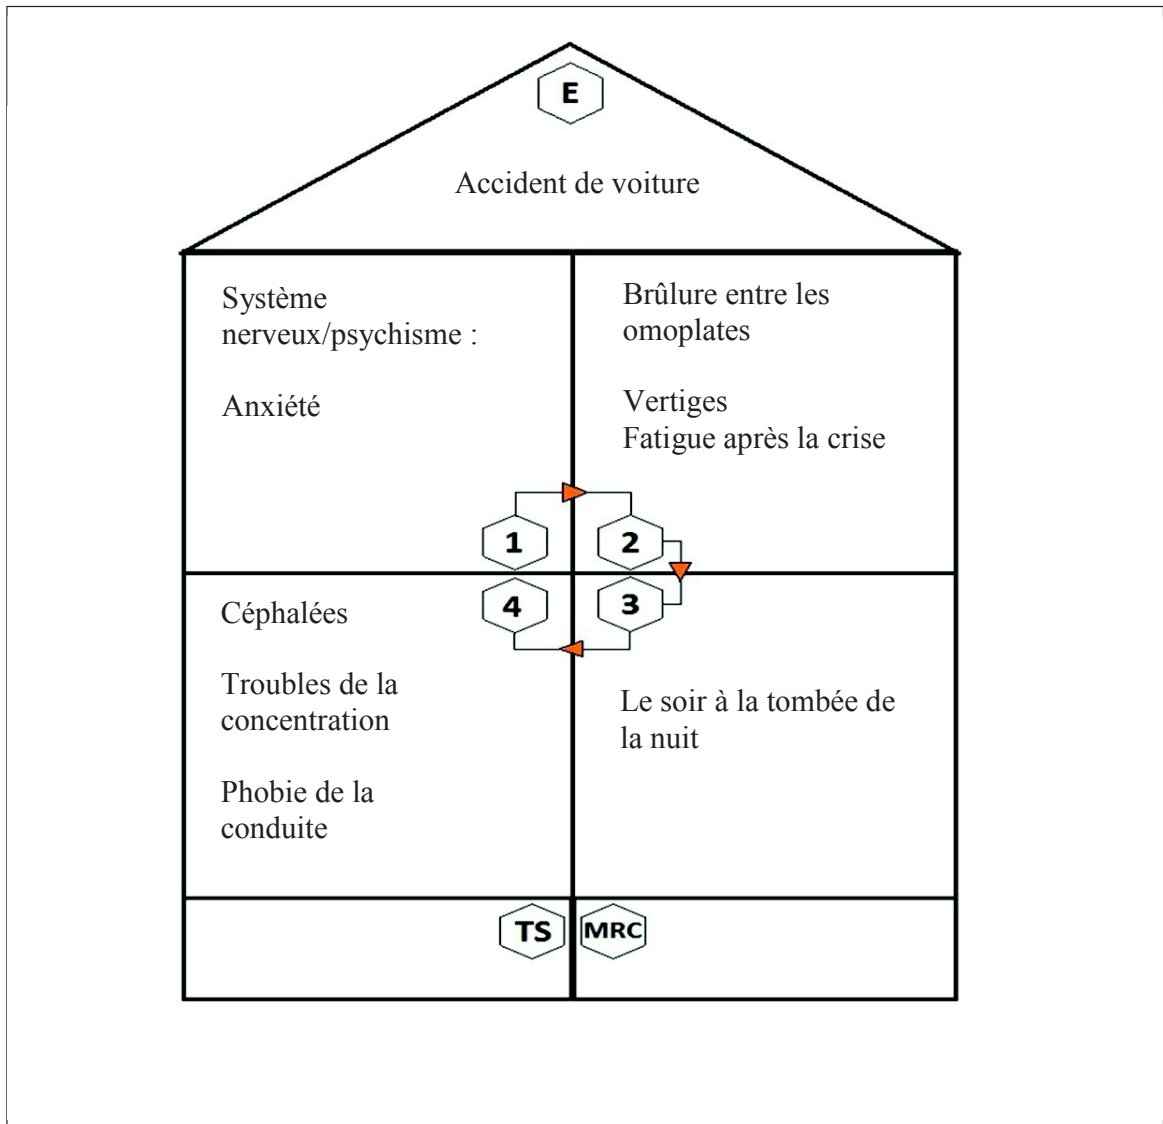 E
Accident de voiture
Système
nerveux/psychisme :
Anxiété
1
Brûlure entre les
omoplates
Vertiges
Fatigue après la crise
2
3
Le soir à la tombée de
la nuit
4
Céphalées
Troubles de la
concentration
Phobie de la
conduite
TS
MRC